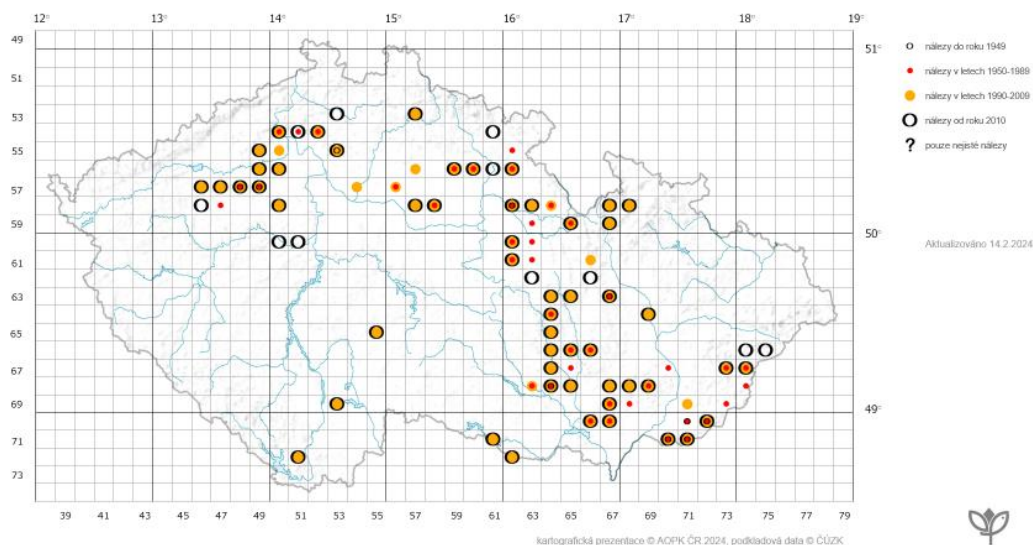 12° 13° 14° 15° 16° 17° 18° 19°
49
51
53
55
57
59
61
63
65
67
69
71
73
51°
50°
49°
39 41 43 45 47 49 51 53 55 57 59 61 63 65 67 69 71 73 75 77 79
nálezy do roku 1949
nálezy v letech 1950-1989
nálezy v letech 1990-2009
nálezy od roku 2010
? pouze nejisté nálezy
Aktualizováno 14.2.2024
kartografická prezentace © AOPK ČR 2024, podkladová data © ČÚZK